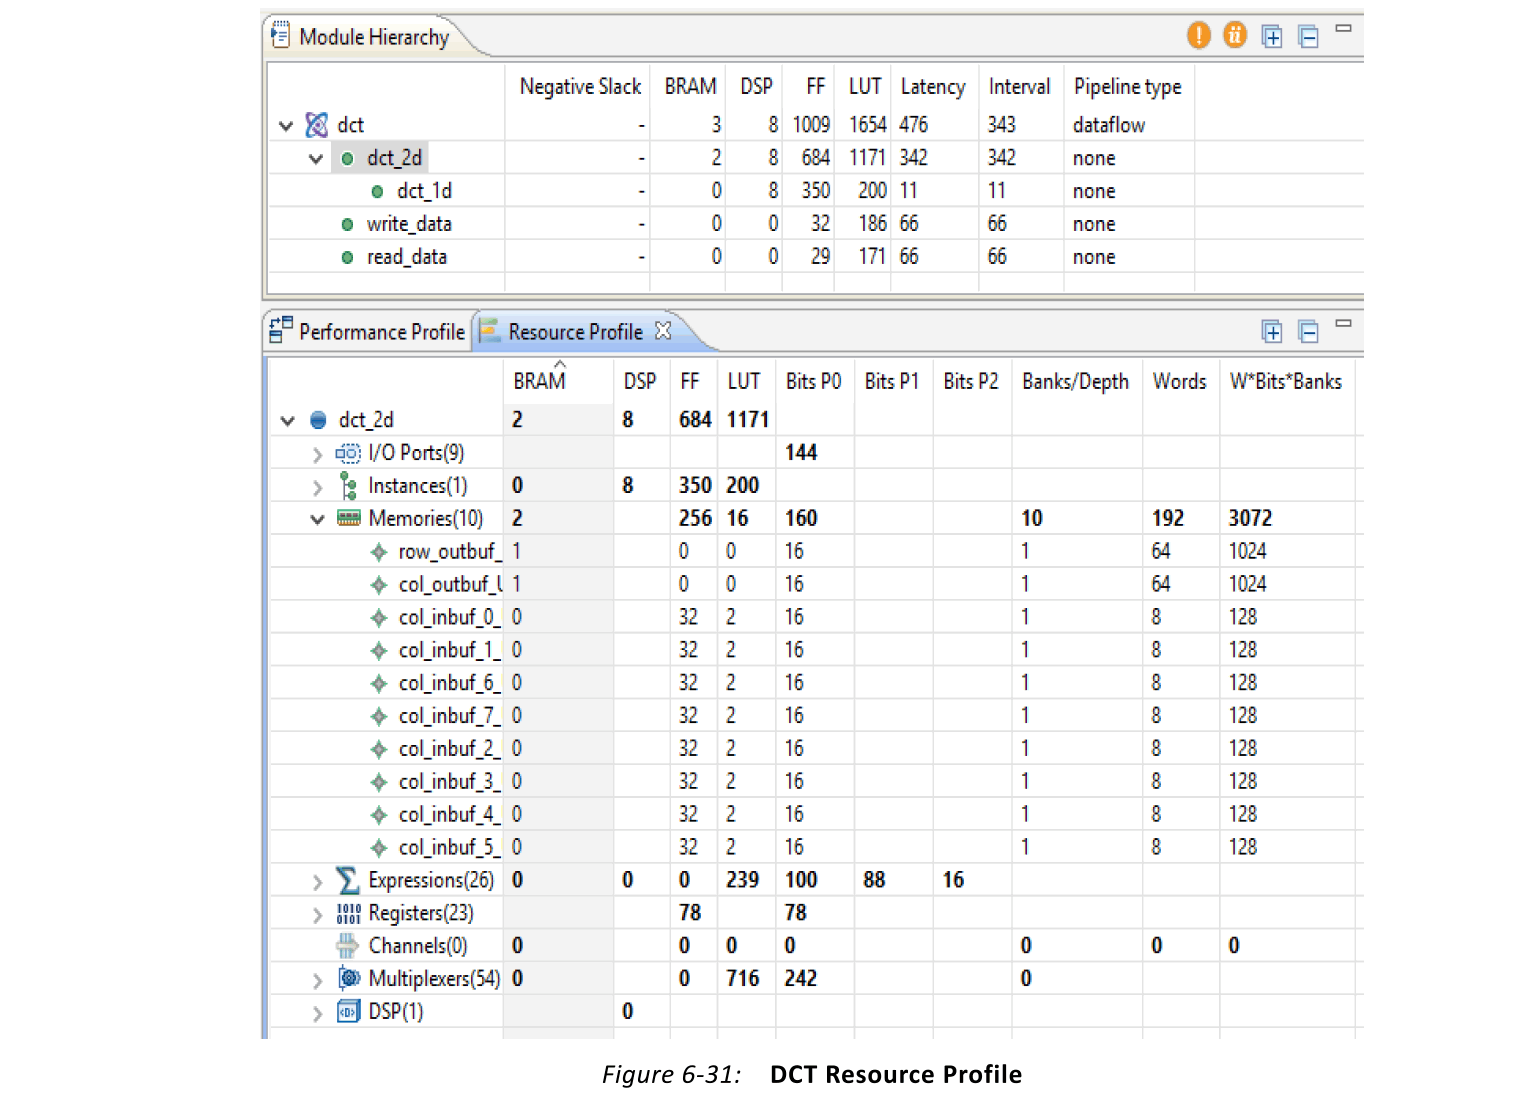 Module Hierarchy
Negative Slack BRAM DSP FF LUT Latency Interval Pipeline type
dct - 3 8 1009 1654 476 343 dataflow
dct_2d - 2 8 684 1171 342 342 none
dct_1d - 0 8 350 200 11 11 none
write_data - 0 0 32 186 66 66 none
read_data - 0 0 29 171 66 66 none
Performance Profile Resource Profile
BRAM DSP FF LUT Bits P0 Bits P1 Bits P2 Banks/Depth Words W*Bits*Banks
dct_2d 2 8 684 1171
I/O Ports(9) 144
Instances(1) 0 8 350 200
Memories(10) 2 256 16 160 10 192 3072
row_outbuf_ 1 0 0 16 1 64 1024
col_outbuf_U 1 0 0 16 1 64 1024
col_inbuf_0_ 0 32 2 16 1 8 128
col_inbuf_1_ 0 32 2 16 1 8 128
col_inbuf_6_ 0 32 2 16 1 8 128
col_inbuf_7_ 0 32 2 16 1 8 128
col_inbuf_2_ 0 32 2 16 1 8 128
col_inbuf_3_ 0 32 2 16 1 8 128
col_inbuf_4_ 0 32 2 16 1 8 128
col_inbuf_5_ 0 32 2 16 1 8 128
Expressions(26) 0 0 0 239 100 88 16
Registers(23) 78 78
Channels(0) 0 0 0 0 0 0 0
Multiplexers(54) 0 0 716 242 0
DSP(1) 0
Figure 6-31: DCT Resource Profile